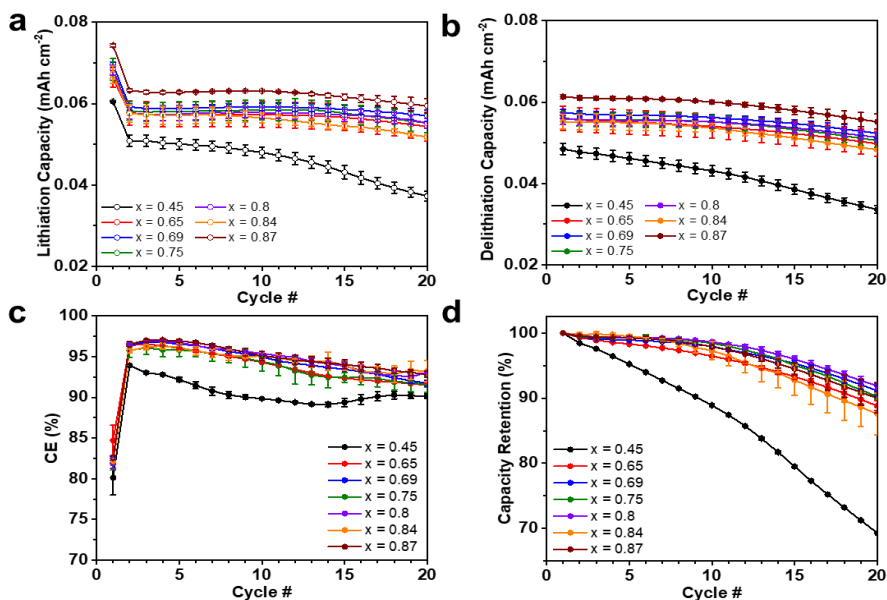 a
Lithiation Capacity (mAh cm⁻²)
0.08
0.06
0.04
0.02
0 5 10 15 20
Cycle #
x = 0.45
x = 0.65
x = 0.69
x = 0.75
x = 0.8
x = 0.84
x = 0.87
b
Delithiation Capacity (mAh cm⁻²)
0.08
0.06
0.04
0.02
0 5 10 15 20
Cycle #
x = 0.45
x = 0.65
x = 0.69
x = 0.75
x = 0.8
x = 0.84
x = 0.87
c
CE (%)
100
95
90
85
80
75
70
0 5 10 15 20
Cycle #
x = 0.45
x = 0.65
x = 0.69
x = 0.75
x = 0.8
x = 0.84
x = 0.87
d
Capacity Retention (%)
100
90
80
70
0 5 10 15 20
Cycle #
x = 0.45
x = 0.65
x = 0.69
x = 0.75
x = 0.8
x = 0.84
x = 0.87